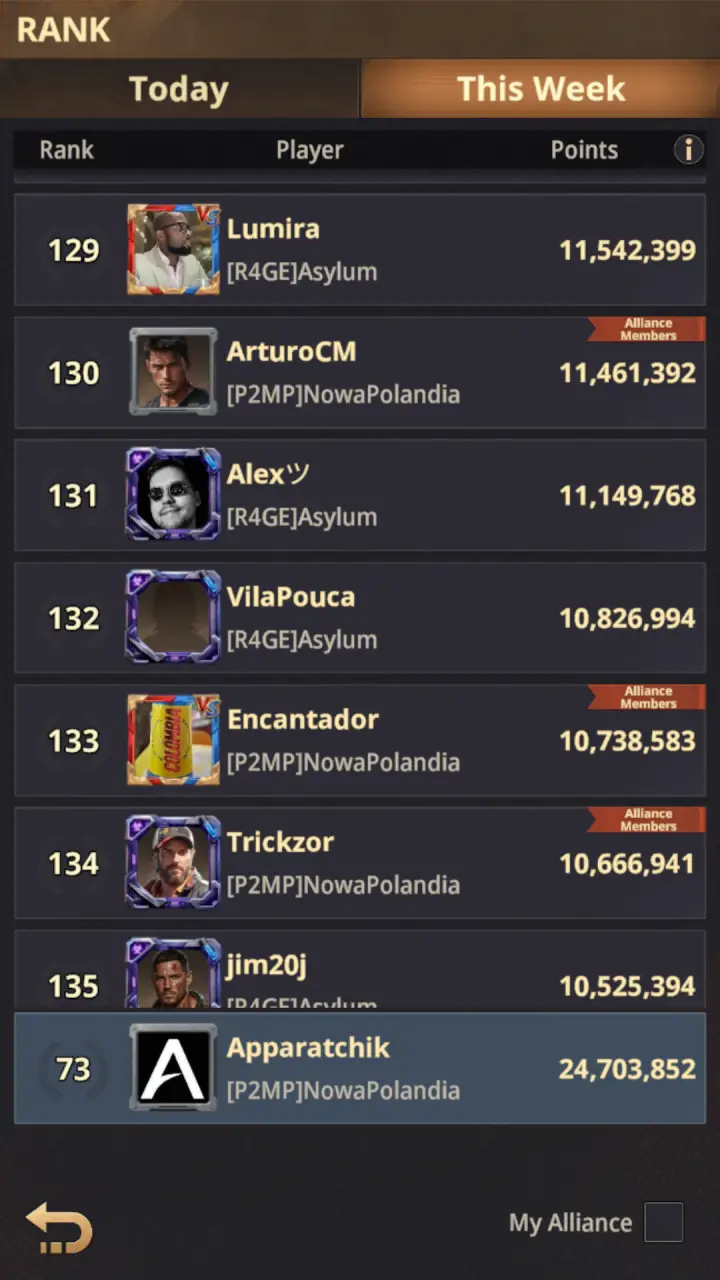 RANK
Today
This Week
Rank
Player
Points
129
Lumira
[R4GE]Asylum
11,542,399
130
ArturoCM
[P2MP]NowaPolandia
Alliance
Members
11,461,392
131
Alexツ
[R4GE]Asylum
11,149,768
132
VilaPouca
[R4GE]Asylum
10,826,994
133
COLOMBIA
Encantador
[P2MP]NowaPolandia
Alliance
Members
10,738,583
134
Trickzor
[P2MP]NowaPolandia
Alliance
Members
10,666,941
135
jim20j
[R4GE]Asylum
10,525,394
73
Apparatchik
[P2MP]NowaPolandia
24,703,852
My Alliance